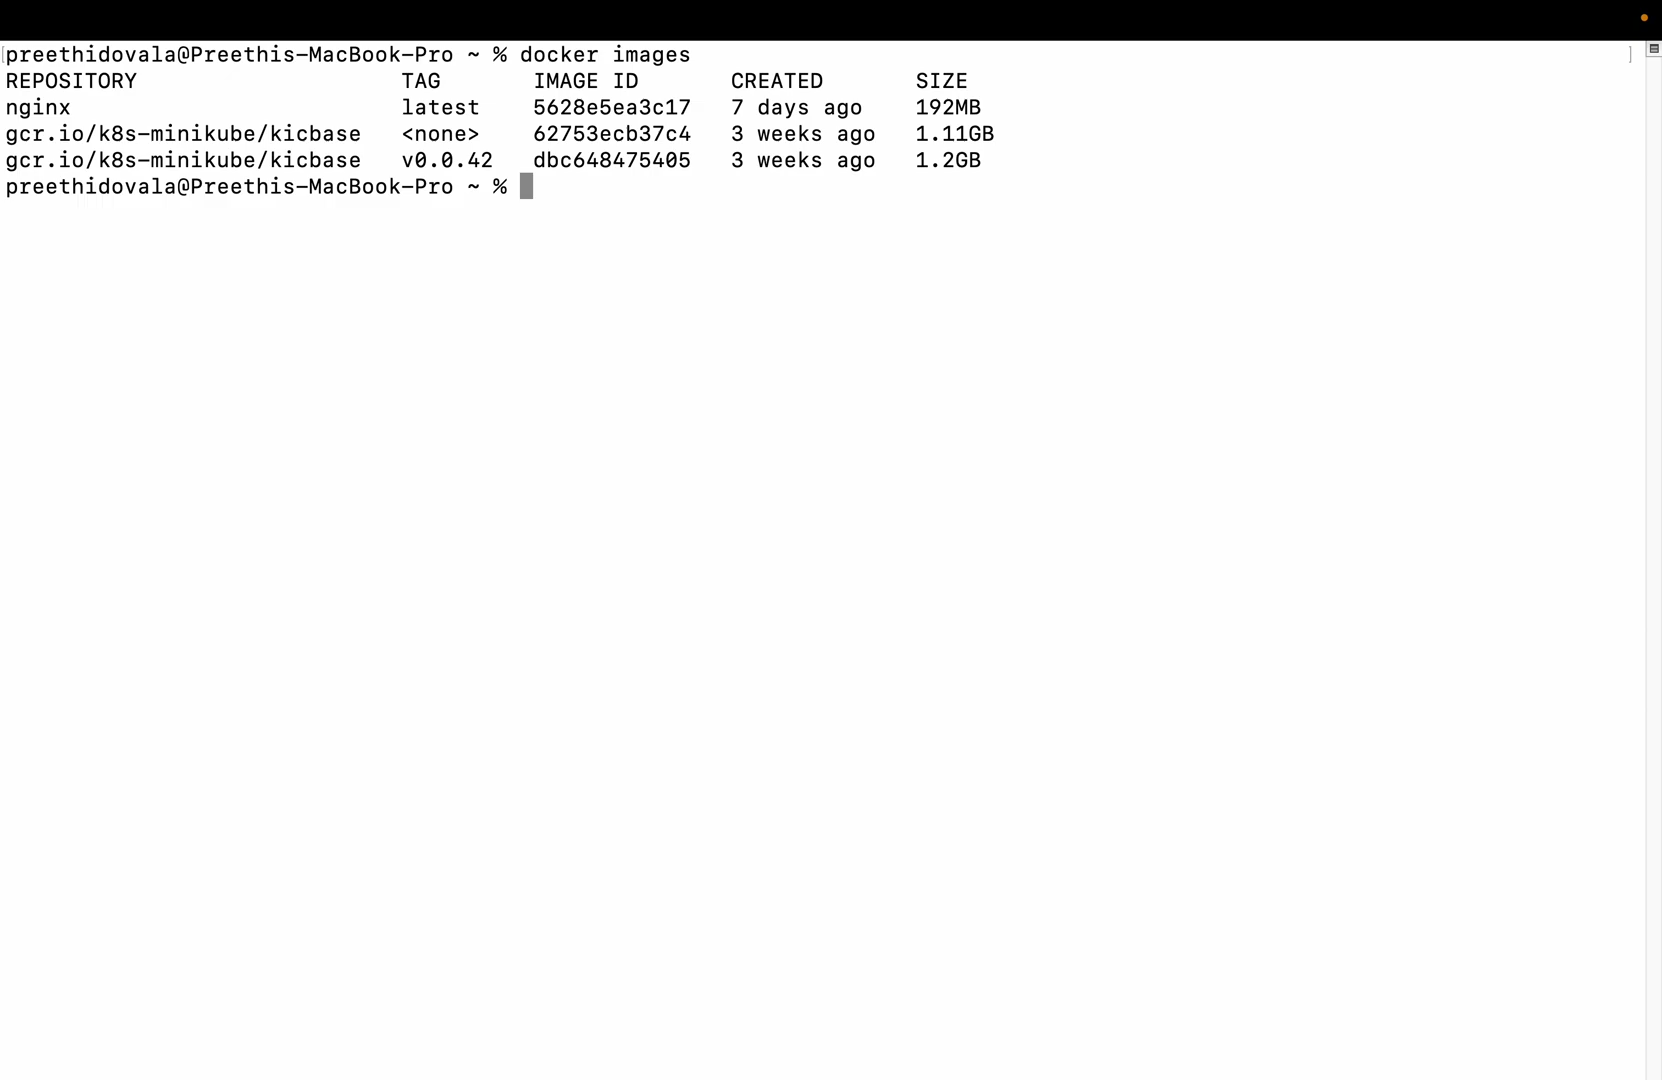 preethidovala@Preethis-MacBook-Pro ~ % docker images
REPOSITORY                    TAG       IMAGE ID       CREATED       SIZE
nginx                         latest    5628e5ea3c17   7 days ago    192MB
gcr.io/k8s-minikube/kicbase   <none>    62753ecb37c4   3 weeks ago   1.11GB
gcr.io/k8s-minikube/kicbase   v0.0.42   dbc648475405   3 weeks ago   1.2GB
preethidovala@Preethis-MacBook-Pro ~ %